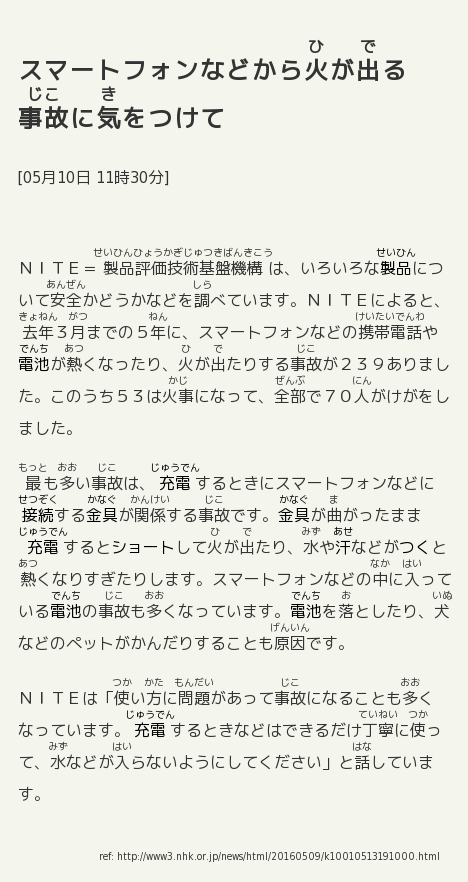 スマートフォンなどから火が出る
事故に気をつけて
[05月10日 11時30分]
ＮＩＴＥ＝製品評価技術基盤機構は、いろいろな製品につ
いて安全かどうかなどを調べています。ＮＩＴＥによると、
去年３月までの５年に、スマートフォンなどの携帯電話や
電池が熱くなったり、火が出たりする事故が２３９ありまし
た。このうち５３は火事になって、全部で７０人がけがをし
ました。
最も多い事故は、充電するときにスマートフォンなどに
接続する金具が関係する事故です。金具が曲がったまま
充電するとショートして火が出たり、水や汗などがつくと
熱くなりすぎたりします。スマートフォンなどの中に入って
いる電池の事故も多くなっています。電池を落としたり、犬
などのペットがかんだりすることも原因です。
ＮＩＴＥは「使い方に問題があって事故になることも多く
なっています。充電するときなどはできるだけ丁寧に使っ
て、水などが入らないようにしてください」と話していま
す。
ref: http://www3.nhk.or.jp/news/html/20160509/k10010513191000.html